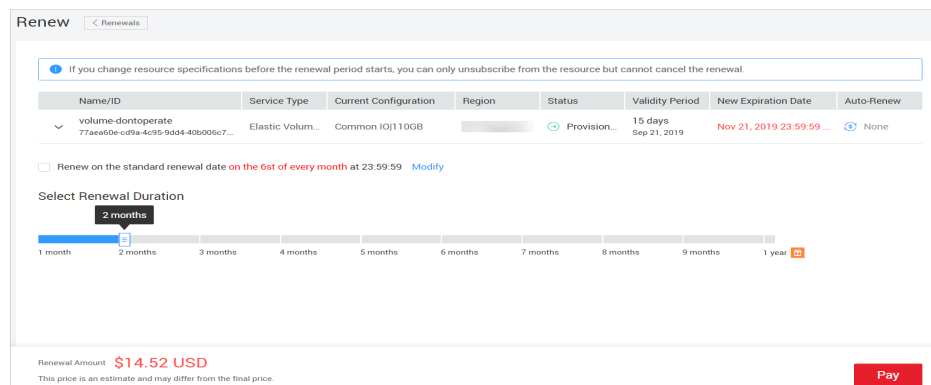 Renew
< Renewals
If you change resource specifications before the renewal period starts, you can only unsubscribe from the resource but cannot cancel the renewal.
Name/ID Service Type Current Configuration Region Status Validity Period New Expiration Date Auto-Renew
volume-dontoperate Elastic Volum... Common IO|110GB Provision... 15 days Nov 21, 2019 23:59:59 ... None
77aea60e-cd9a-4c95-9dd4-40b006c7... Sep 21, 2019
Renew on the standard renewal date on the 6st of every month at 23:59:59 Modify
Select Renewal Duration
2 months
1 month 2 months 3 months 4 months 5 months 6 months 7 months 8 months 9 months 1 year
Renewal Amount $14.52 USD
This price is an estimate and may differ from the final price.
Pay